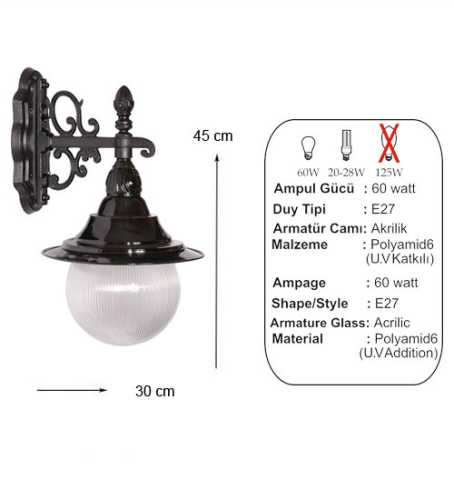 45 cm
30 cm
60W 20-28W 125W
Ampul Gücü : 60 watt
Duy Tipi : E27
Armatür Camı: Akrilik
Malzeme : Polyamid6
(U.V Katkılı)
Ampage : 60 watt
Shape/Style : E27
Armature Glass: Acrilic
Material : Polyamid6
(U.V Addition)